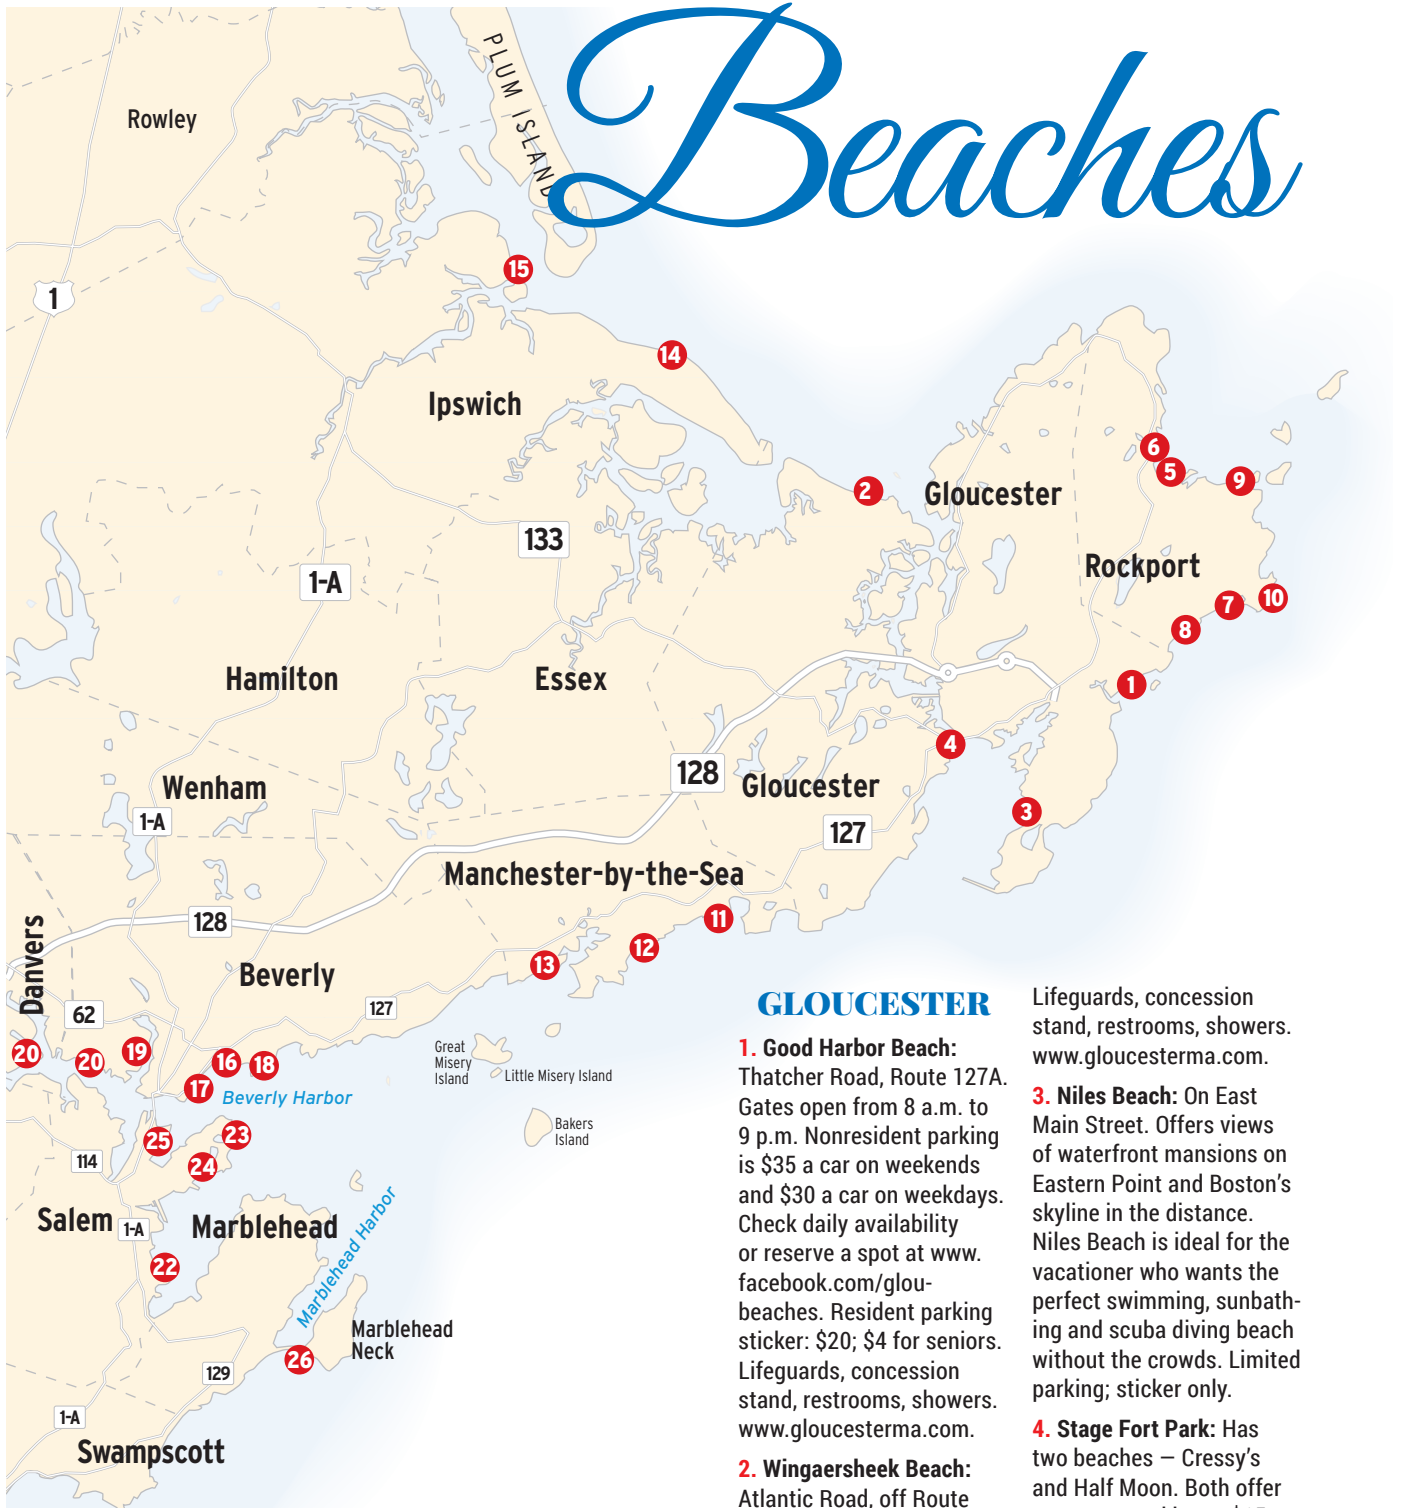 Beaches
PLUM ISLAND
Rowley
15
1
14
Ipswich
6
5
9
2
Gloucester
133
Rockport
1-A
10
7
8
Hamilton
Essex
1
4
128
Gloucester
Wenham
3
1-A
127
Manchester-by-the-Sea
128
11
12
Danvers
Beverly
13
62
127
20
20
19
16
18
17
Beverly Harbor
Great
Misery
Island
Little Misery Island
Bakers
Island
23
25
24
114
Salem
1-A
Marblehead
Marblehead Harbor
22
Marblehead
Neck
26
129
1-A
Swampscott
GLOUCESTER
1. Good Harbor Beach:
Thatcher Road, Route 127A.
Gates open from 8 a.m. to
9 p.m. Nonresident parking
is $35 a car on weekends
and $30 a car on weekdays.
Check daily availability
or reserve a spot at www.
facebook.com/glou-
beaches. Resident parking
sticker: $20; $4 for seniors.
Lifeguards, concession
stand, restrooms, showers.
www.gloucesterma.com.
2. Wingaersheek Beach:
Atlantic Road, off Route
Lifeguards, concession
stand, restrooms, showers.
www.gloucesterma.com.
3. Niles Beach: On East
Main Street. Offers views
of waterfront mansions on
Eastern Point and Boston's
skyline in the distance.
Niles Beach is ideal for the
vacationer who wants the
perfect swimming, sunbath-
ing and scuba diving beach
without the crowds. Limited
parking; sticker only.
4. Stage Fort Park: Has
two beaches — Cressy's
and Half Moon. Both offer